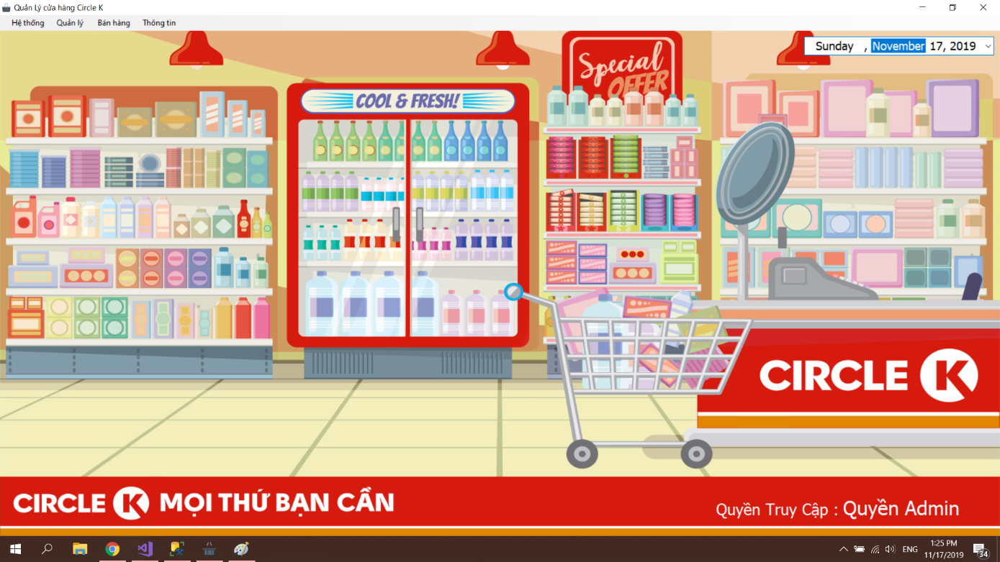 Quản Lý cửa hàng Circle K
Hệ thống Quản lý Bán hàng Thông tin
Sunday , November 17, 2019
Special
OFFER
COOL & FRESH!
CIRCLE K
CIRCLE K MỌI THỨ BẠN CẦN
Quyền Truy Cập : Quyền Admin
ENG
1:25 PM
11/17/2019
34